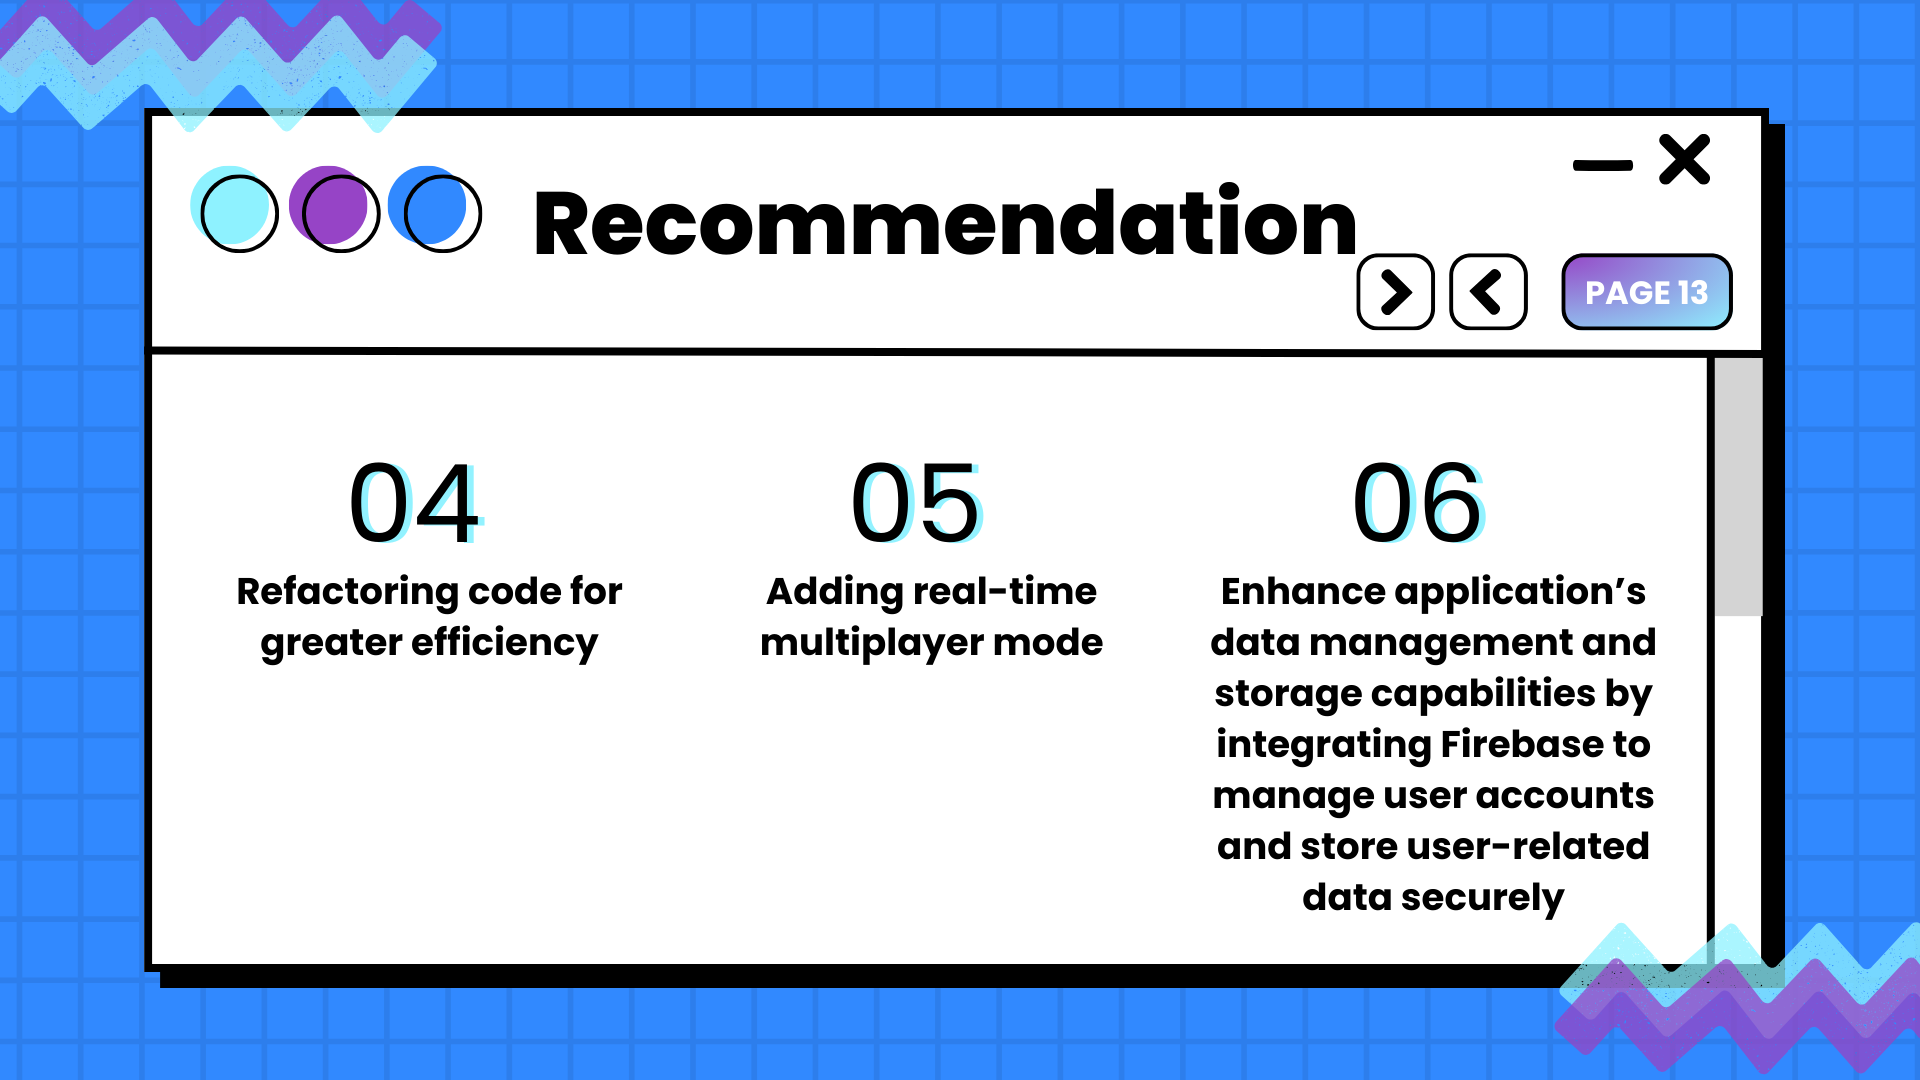 Recommendation
PAGE 13
04
Refactoring code for
greater efficiency
05
Adding real-time
multiplayer mode
06
Enhance application’s
data management and
storage capabilities by
integrating Firebase to
manage user accounts
and store user-related
data securely